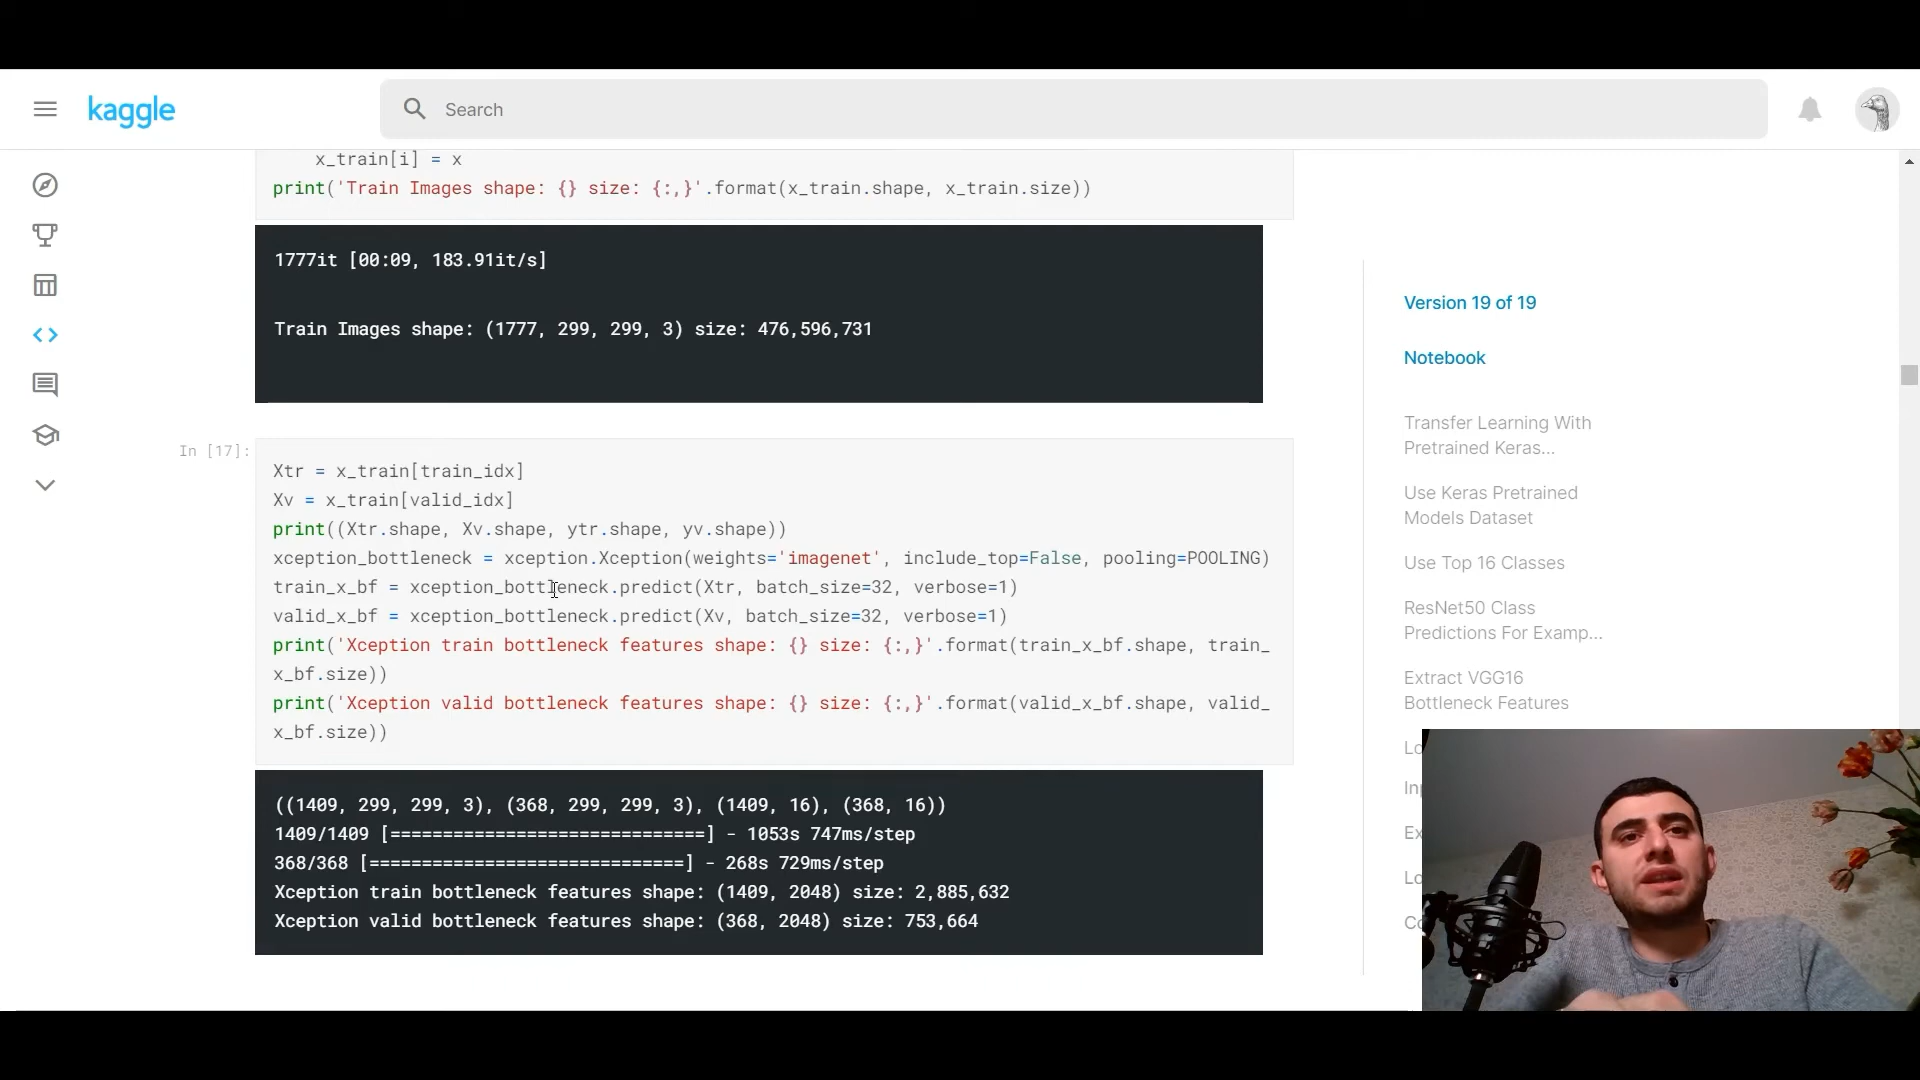 kaggle
Search
x_train[i] = x
print('Train Images shape: {} size: {:,}'.format(x_train.shape, x_train.size))
1777it [00:09, 183.91it/s]
Train Images shape: (1777, 299, 299, 3) size: 476,596,731
In [17]:
Xtr = x_train[train_idx]
Xv = x_train[valid_idx]
print((Xtr.shape, Xv.shape, ytr.shape, yv.shape))
xception_bottleneck = xception.Xception(weights='imagenet', include_top=False, pooling=POOLING)
train_x_bf = xception_bottleneck.predict(Xtr, batch_size=32, verbose=1)
valid_x_bf = xception_bottleneck.predict(Xv, batch_size=32, verbose=1)
print('Xception train bottleneck features shape: {} size: {:,}'.format(train_x_bf.shape, train_
x_bf.size))
print('Xception valid bottleneck features shape: {} size: {:,}'.format(valid_x_bf.shape, valid_
x_bf.size))
((1409, 299, 299, 3), (368, 299, 299, 3), (1409, 16), (368, 16))
1409/1409 [==============================] - 1053s 747ms/step
368/368 [==============================] - 268s 729ms/step
Xception train bottleneck features shape: (1409, 2048) size: 2,885,632
Xception valid bottleneck features shape: (368, 2048) size: 753,664
Version 19 of 19
Notebook
Transfer Learning With
Pretrained Keras...
Use Keras Pretrained
Models Dataset
Use Top 16 Classes
ResNet50 Class
Predictions For Examp...
Extract VGG16
Bottleneck Features